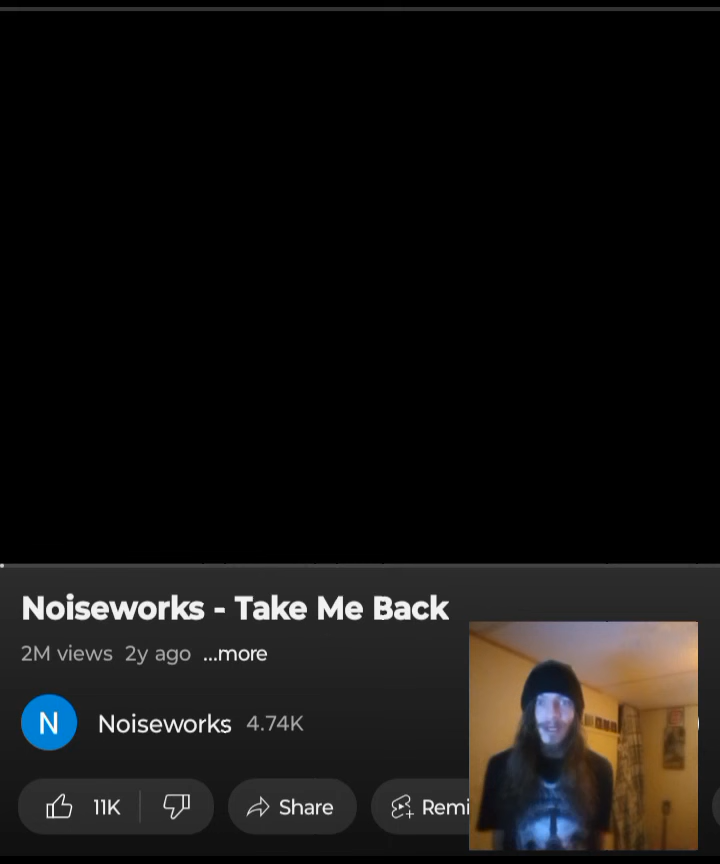 Noiseworks - Take Me Back
2M views 2y ago ...more
N Noiseworks 4.74K
11K Share Remi